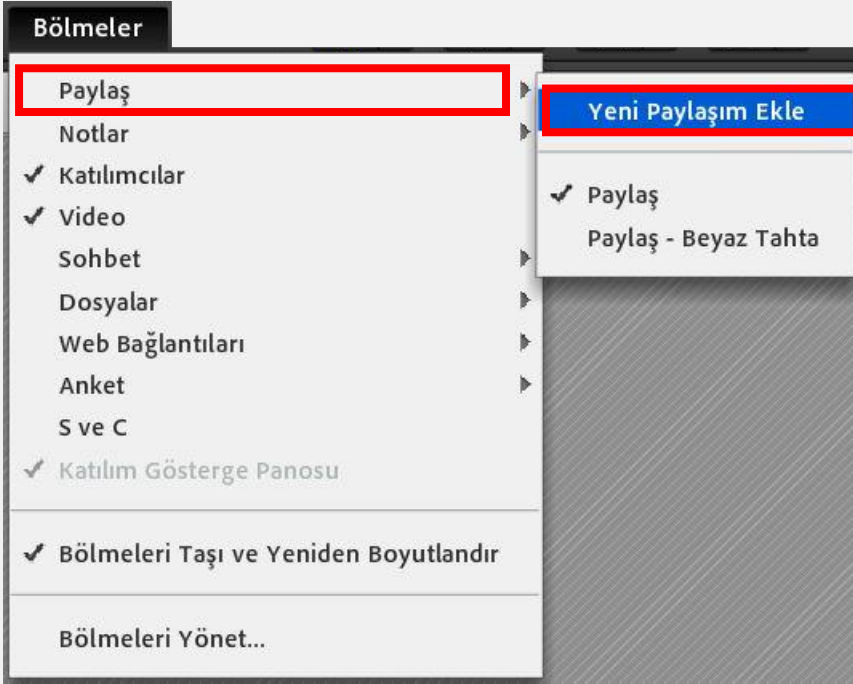 Bölmeler
Paylaş
Notlar
Katılımcılar
Video
Sohbet
Dosyalar
Web Bağlantıları
Anket
S ve C
Katılım Gösterge Panosu
Bölmeleri Taşı ve Yeniden Boyutlandır
Bölmeleri Yönet...
Yeni Paylaşım Ekle
Paylaş
Paylaş - Beyaz Tahta